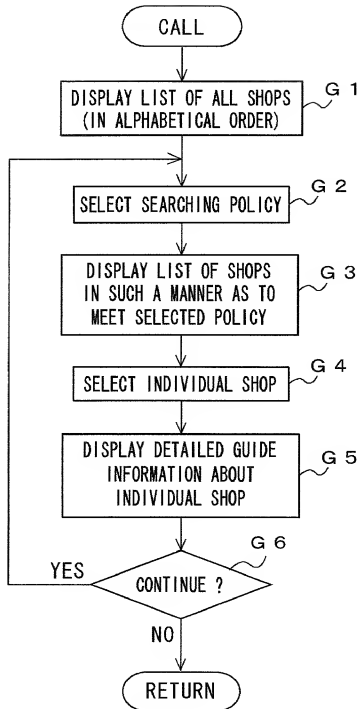 CALL
G 1
DISPLAY LIST OF ALL SHOPS
(IN ALPHABETICAL ORDER)
G 2
SELECT SEARCHING POLICY
DISPLAY LIST OF SHOPS
IN SUCH A MANNER AS TO
MEET SELECTED POLICY
G 3
G 4
SELECT INDIVIDUAL SHOP
DISPLAY DETAILED GUIDE
INFORMATION ABOUT
INDIVIDUAL SHOP
G 5
G 6
YES
CONTINUE ?
NO
RETURN